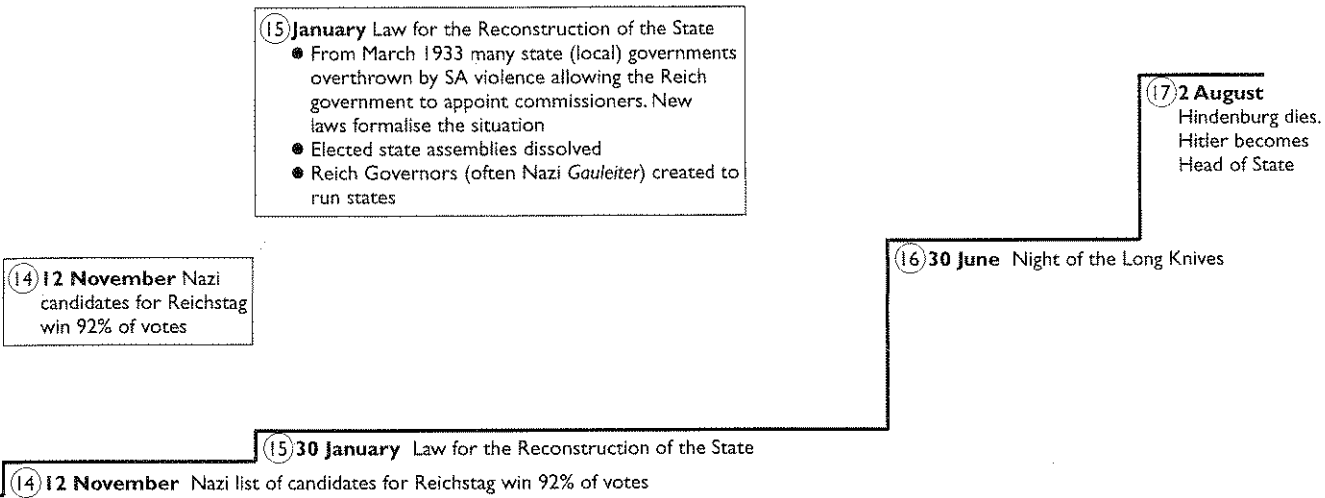 (15) January Law for the Reconstruction of the State
● From March 1933 many state (local) governments
overthrown by SA violence allowing the Reich
government to appoint commissioners. New
laws formalise the situation
● Elected state assemblies dissolved
● Reich Governors (often Nazi Gauleiter) created to
run states
(17) 2 August
Hindenburg dies.
Hitler becomes
Head of State
(14) 12 November Nazi
candidates for Reichstag
win 92% of votes
(16) 30 June Night of the Long Knives
(15) 30 January Law for the Reconstruction of the State
(14) 12 November Nazi list of candidates for Reichstag win 92% of votes